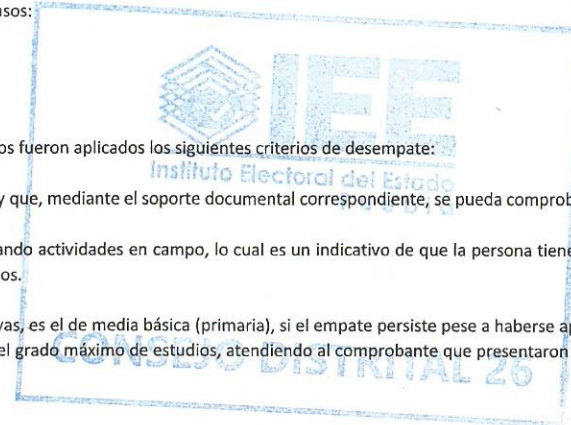 asos:
IEE
os fueron aplicados los siguientes criterios de desempate:
Instituto Electoral del Estado
y que, mediante el soporte documental correspondiente, se pueda comprob
ando actividades en campo, lo cual es un indicativo de que la persona tiene
os.
yas, es el de media básica (primaria), si el empate persiste pese a haberse ap
el grado máximo de estudios, atendiendo al comprobante que presentaron
CONSEJO DISTRITAL 26